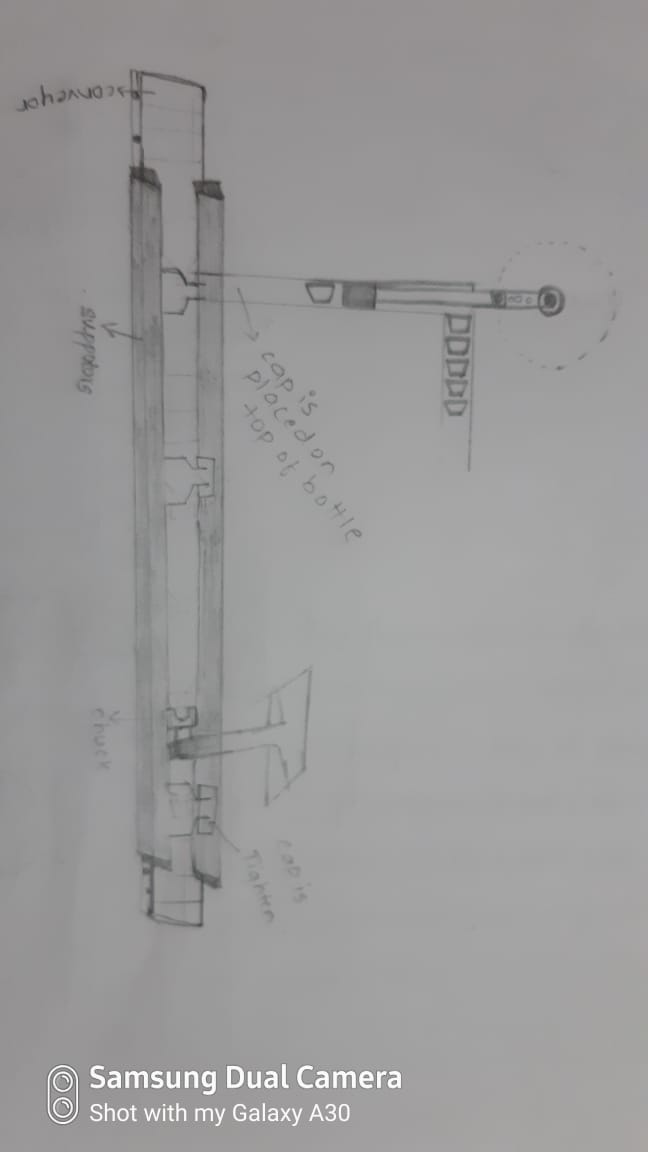 conveyor
supports
cap is
placed on
top of bottle
chuck
cap is
Tighten
Samsung Dual Camera
Shot with my Galaxy A30